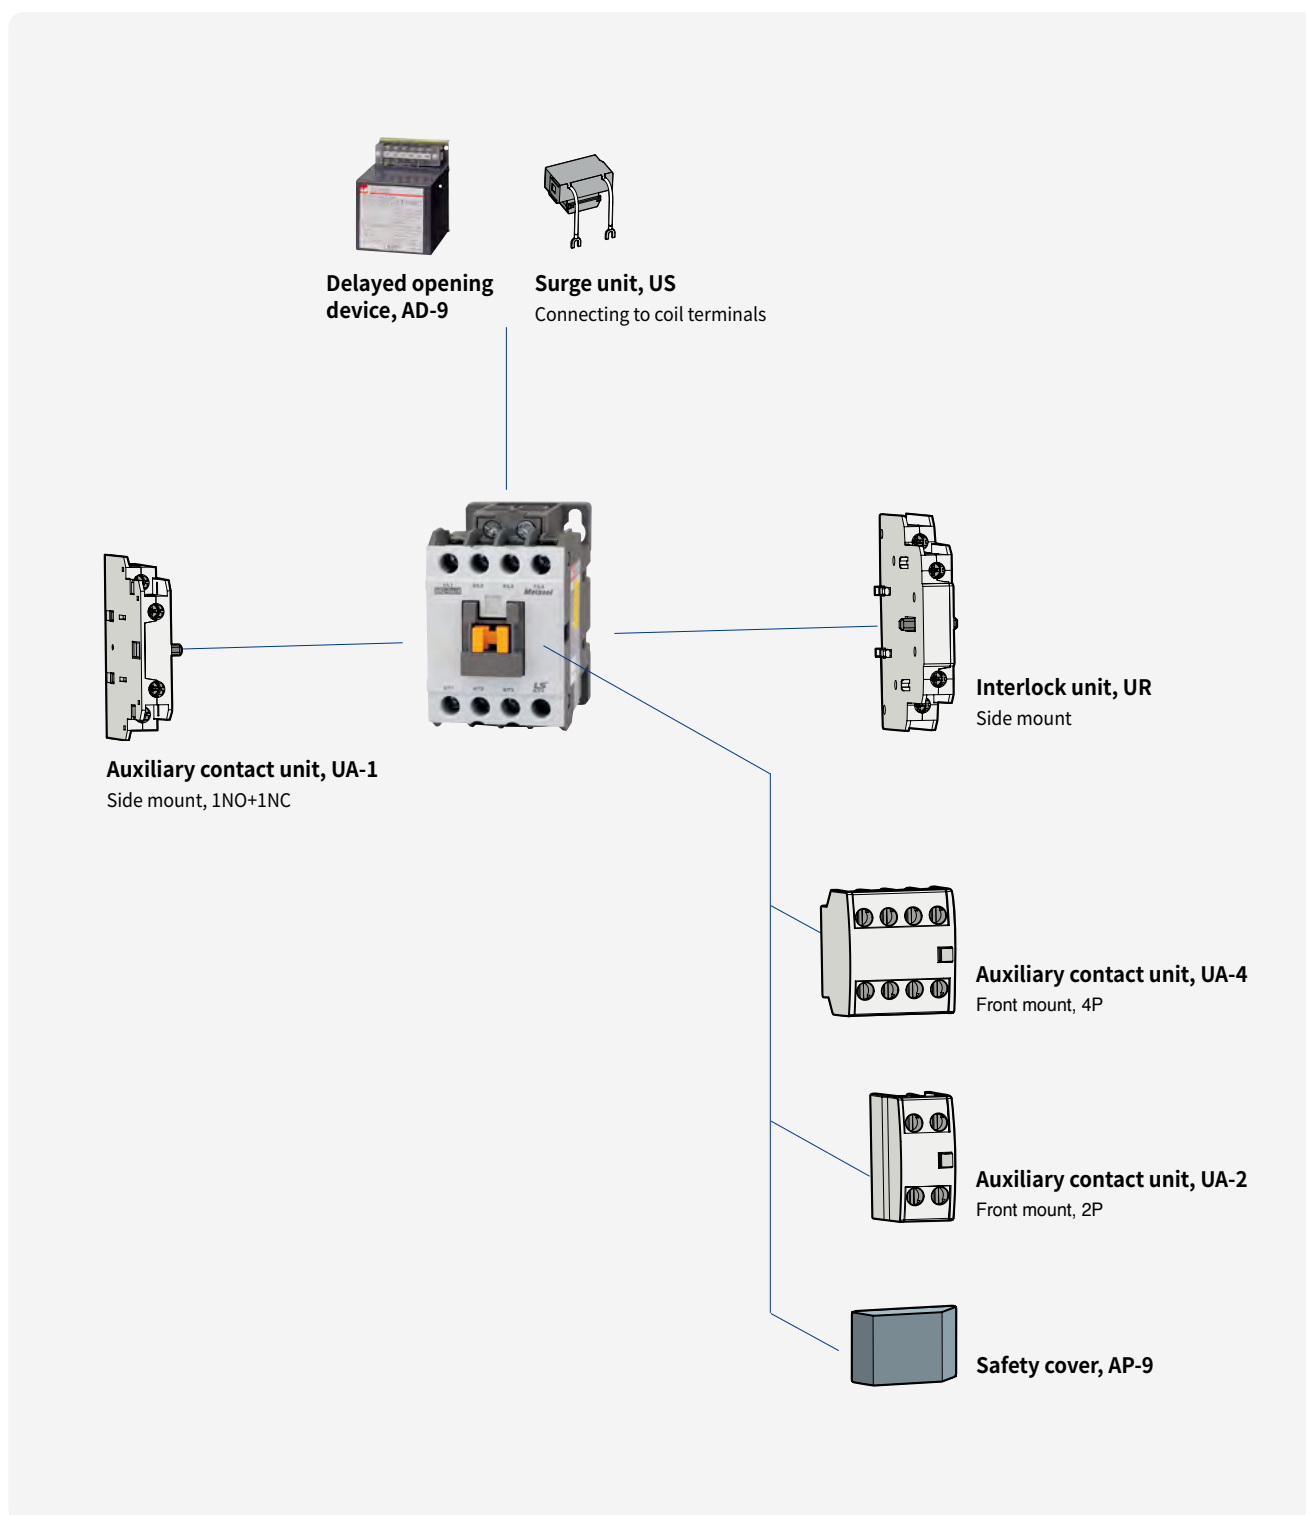 Delayed opening
device, AD-9
Surge unit, US
Connecting to coil terminals
Metasol
LS
Interlock unit, UR
Side mount
Auxiliary contact unit, UA-1
Side mount, 1NO+1NC
Auxiliary contact unit, UA-4
Front mount, 4P
Auxiliary contact unit, UA-2
Front mount, 2P
Safety cover, AP-9